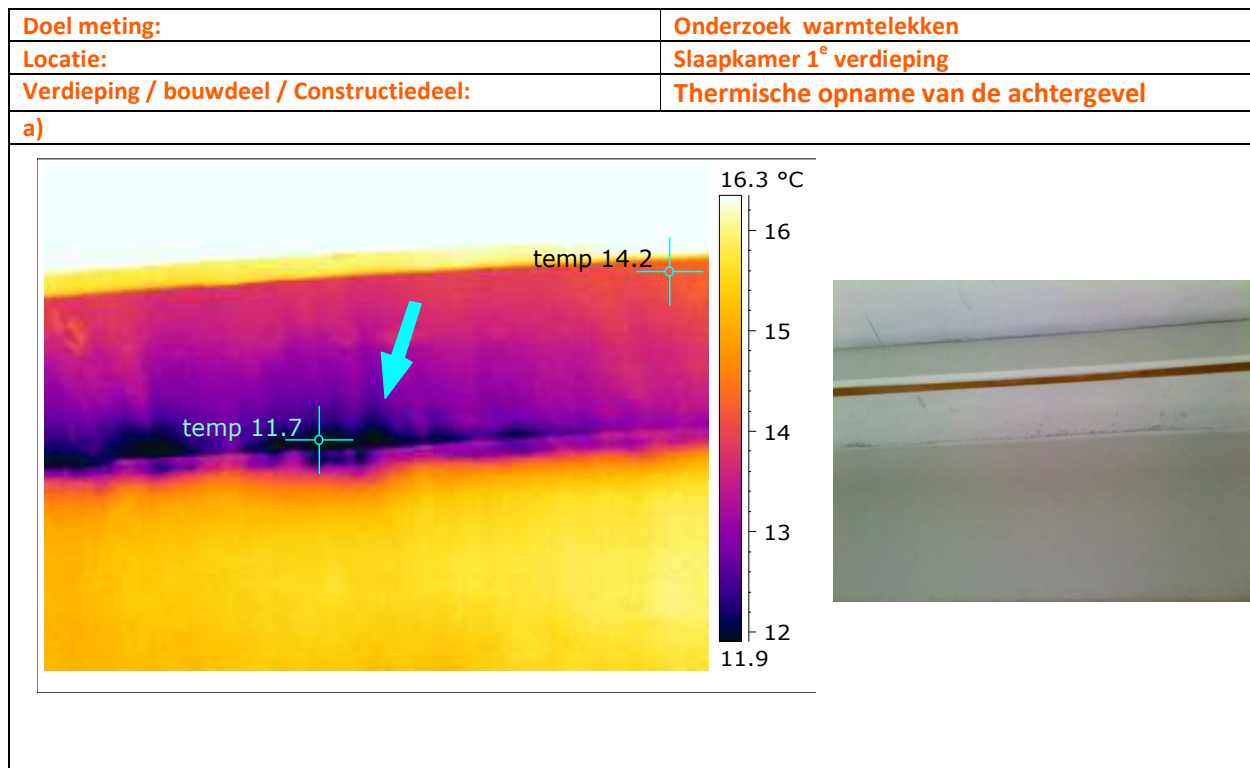 Doel meting: Onderzoek warmtelekken
Locatie: Slaapkamer 1e verdieping
Verdieping / bouwdeel / Constructiedeel: Thermische opname van de achtergevel
a)
16.3 °C
temp 14.2
16
15
temp 11.7
14
13
12
11.9